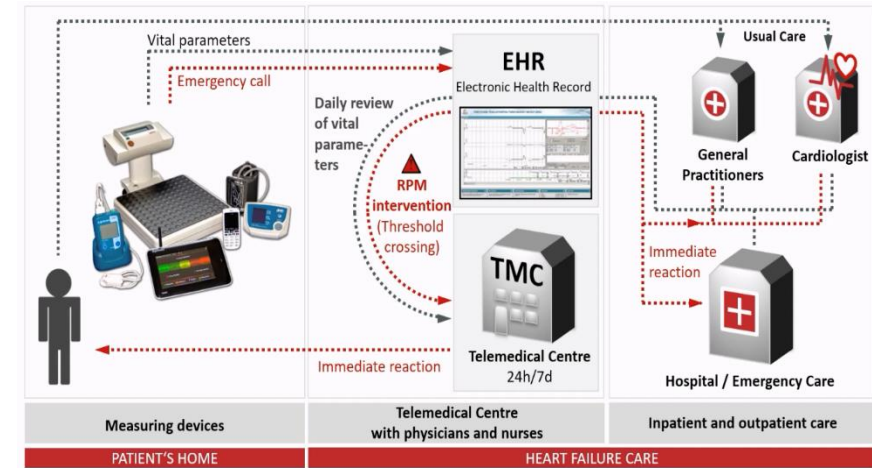 Vital parameters
Emergency call
EHR
Electronic Health Record
Daily review
of vital
parame-
ters
RPM
intervention
(Threshold
crossing)
TMC
Telemedical Centre
24h/7d
Immediate reaction
Usual Care
General
Practitioners
Cardiologist
Immediate
reaction
Hospital / Emergency Care
Measuring devices
Telemedical Centre
with physicians and nurses
Inpatient and outpatient care
PATIENT'S HOME
HEART FAILURE CARE